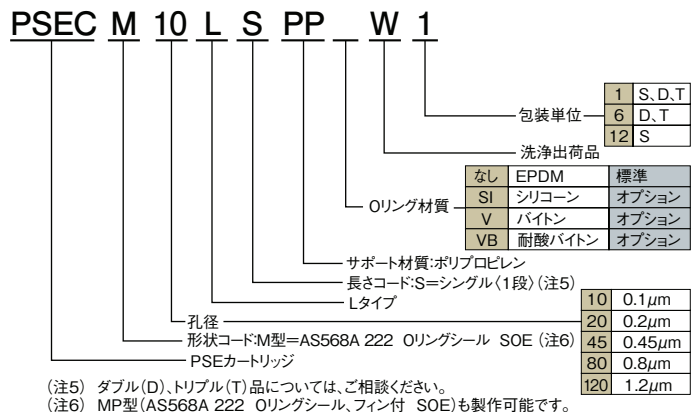 PSEC M 10 L S PP _ W 1
1 S、D、T
包装単位 6 D、T
12 S
洗浄出荷品
なし EPDM 標準
SI シリコーン オプション
Oリング材質
V バイトン オプション
VB 耐酸バイトン オプション
サポート材質:ポリプロピレン
長さコード:S=シングル〈1段〉(注5)
Lタイプ
10 0.1μm
孔径 20 0.2μm
形状コード:M型=AS568A 222 Oリングシール SOE (注6) 45 0.45μm
PSEカートリッジ 80 0.8μm
120 1.2μm
(注5) ダブル(D)、トリプル(T)品については、ご相談ください。
(注6) MP型(AS568A 222 Oリングシール、フィン付 SOE)も製作可能です。